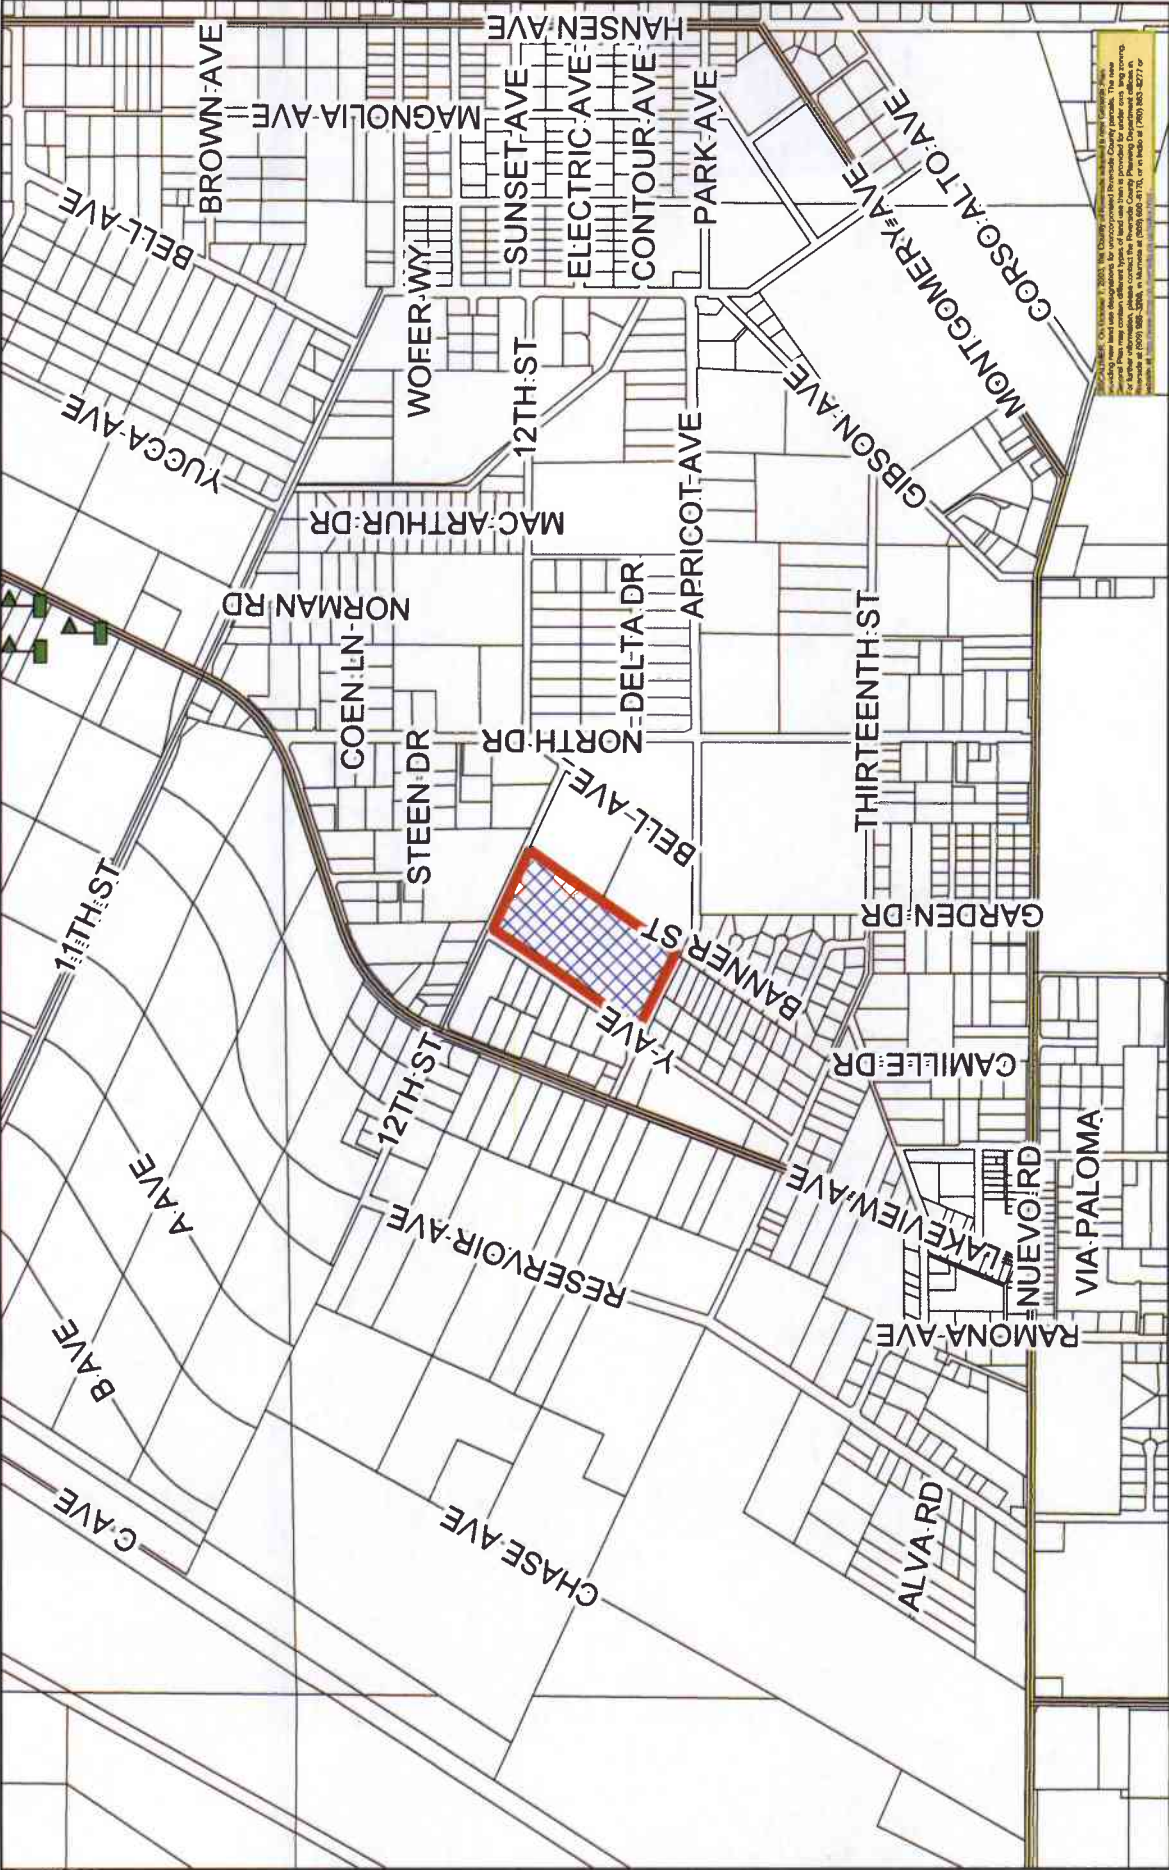 HANSEN AVE
BROWN AVE
MAGNOLIA AVE
SUNSET AVE
ELECTRIC AVE
CONTOUR AVE
PARK AVE
BELL AVE
CORSO ALTO AVE
MONTGOMERY AVE
WOFER WY
12TH ST
GIBSON AVE
YUCCA AVE
MAC ARTHUR DR
APRICOT AVE
NORMAN RD
COEN LN
DELTA DR
THIRTEENTH ST
NORTH DR
STEEN DR
BELL AVE
11TH ST
BANNER ST
GARDEN DR
Y AVE
CAMILLE DR
12TH ST
A AVE
RESERVOIR AVE
LAKEVIEW AVE
NUEVO RD
VIA PALOMA
RAMONA AVE
B AVE
C AVE
CHASE AVE
ALVA RD